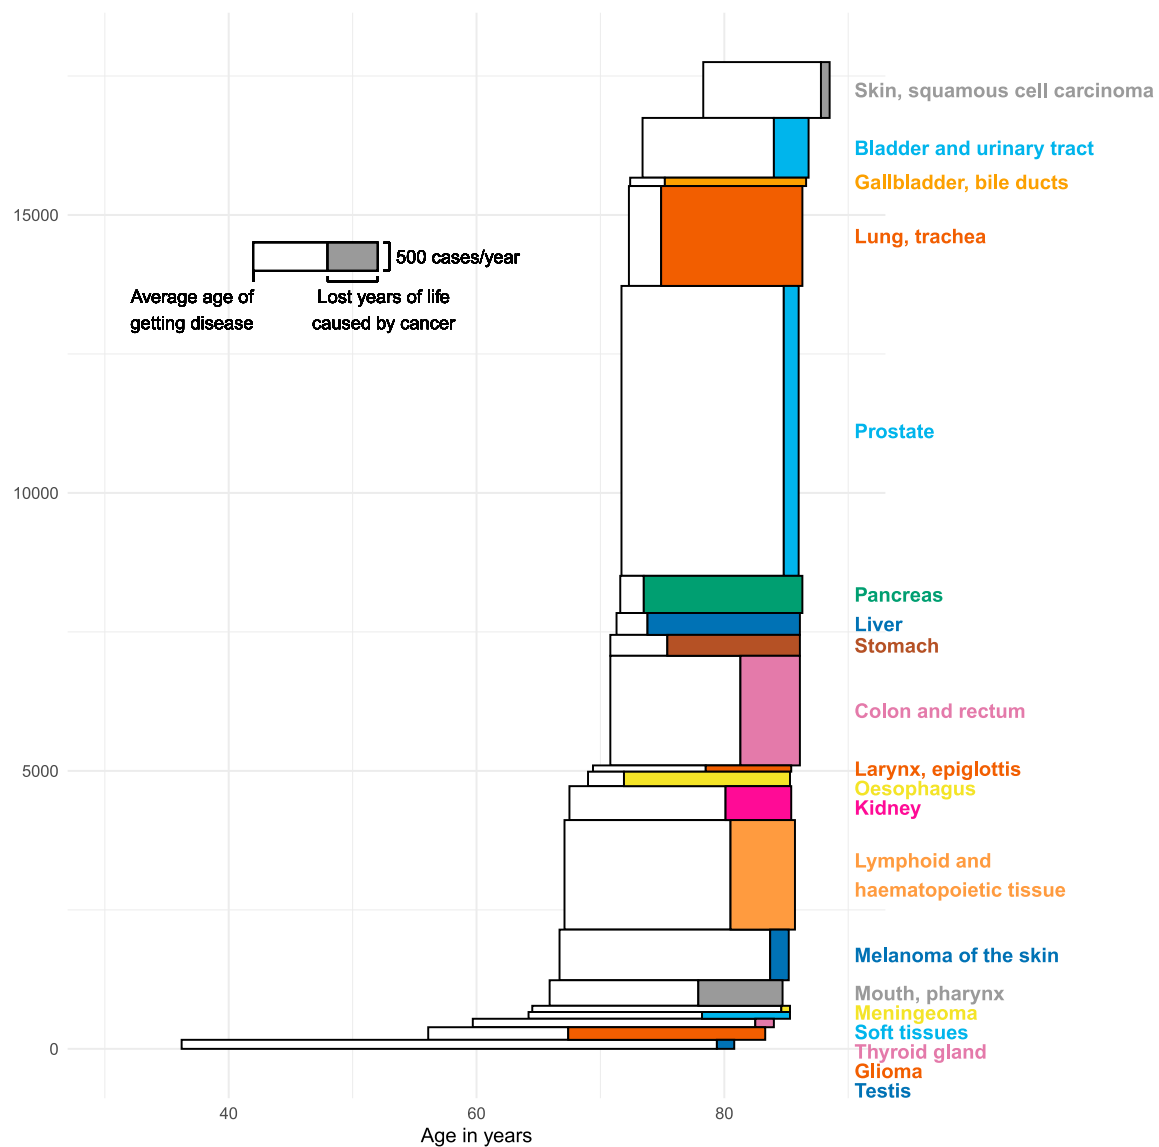 Skin, squamous cell carcinoma
Bladder and urinary tract
Gallbladder, bile ducts
15000
Lung, trachea
500 cases/year
Average age of
getting disease
Lost years of life
caused by cancer
Prostate
10000
Pancreas
Liver
Stomach
Colon and rectum
5000
Larynx, epiglottis
Oesophagus
Kidney
Lymphoid and
haematopoietic tissue
Melanoma of the skin
Mouth, pharynx
Meningeoma
Soft tissues
0
Thyroid gland
Glioma
Testis
40
60
80
Age in years